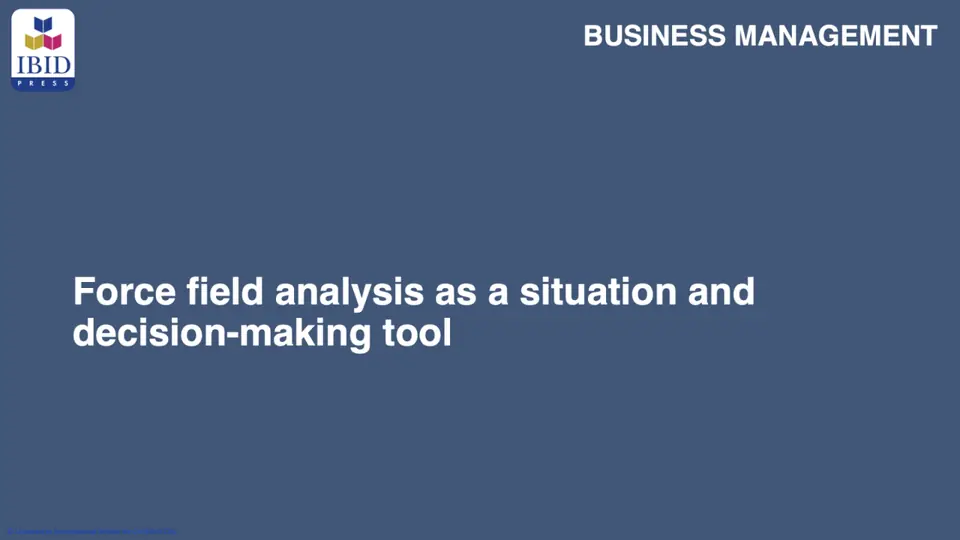 IBID
PRESS
BUSINESS MANAGEMENT
Force field analysis as a situation and
decision-making tool